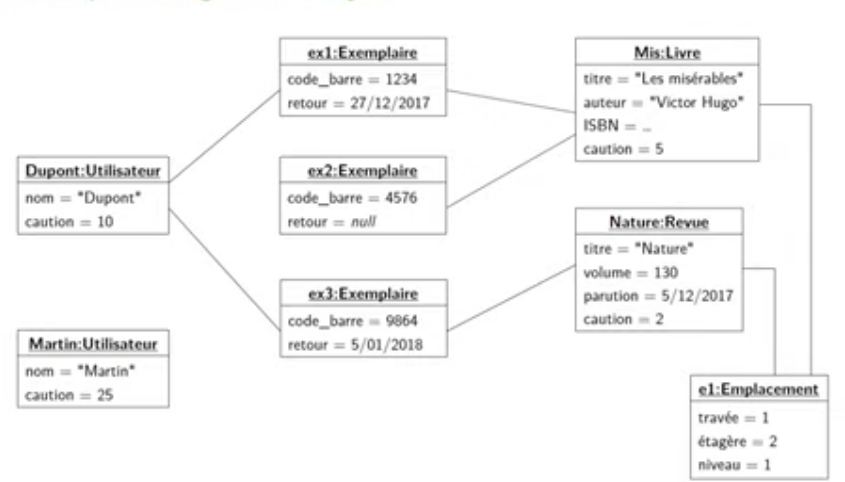 ex1:Exemplaire
code_barre = 1234
retour = 27/12/2017
Mis:Livre
titre = "Les misérables"
auteur = "Victor Hugo"
ISBN = ...
caution = 5
Dupont:Utilisateur
nom = "Dupont"
caution = 10
ex2:Exemplaire
code_barre = 4576
retour = null
Nature:Revue
titre = "Nature"
volume = 130
parution = 5/12/2017
caution = 2
ex3:Exemplaire
code_barre = 9864
retour = 5/01/2018
Martin:Utilisateur
nom = "Martin"
caution = 25
e1:Emplacement
travée = 1
étagère = 2
niveau = 1